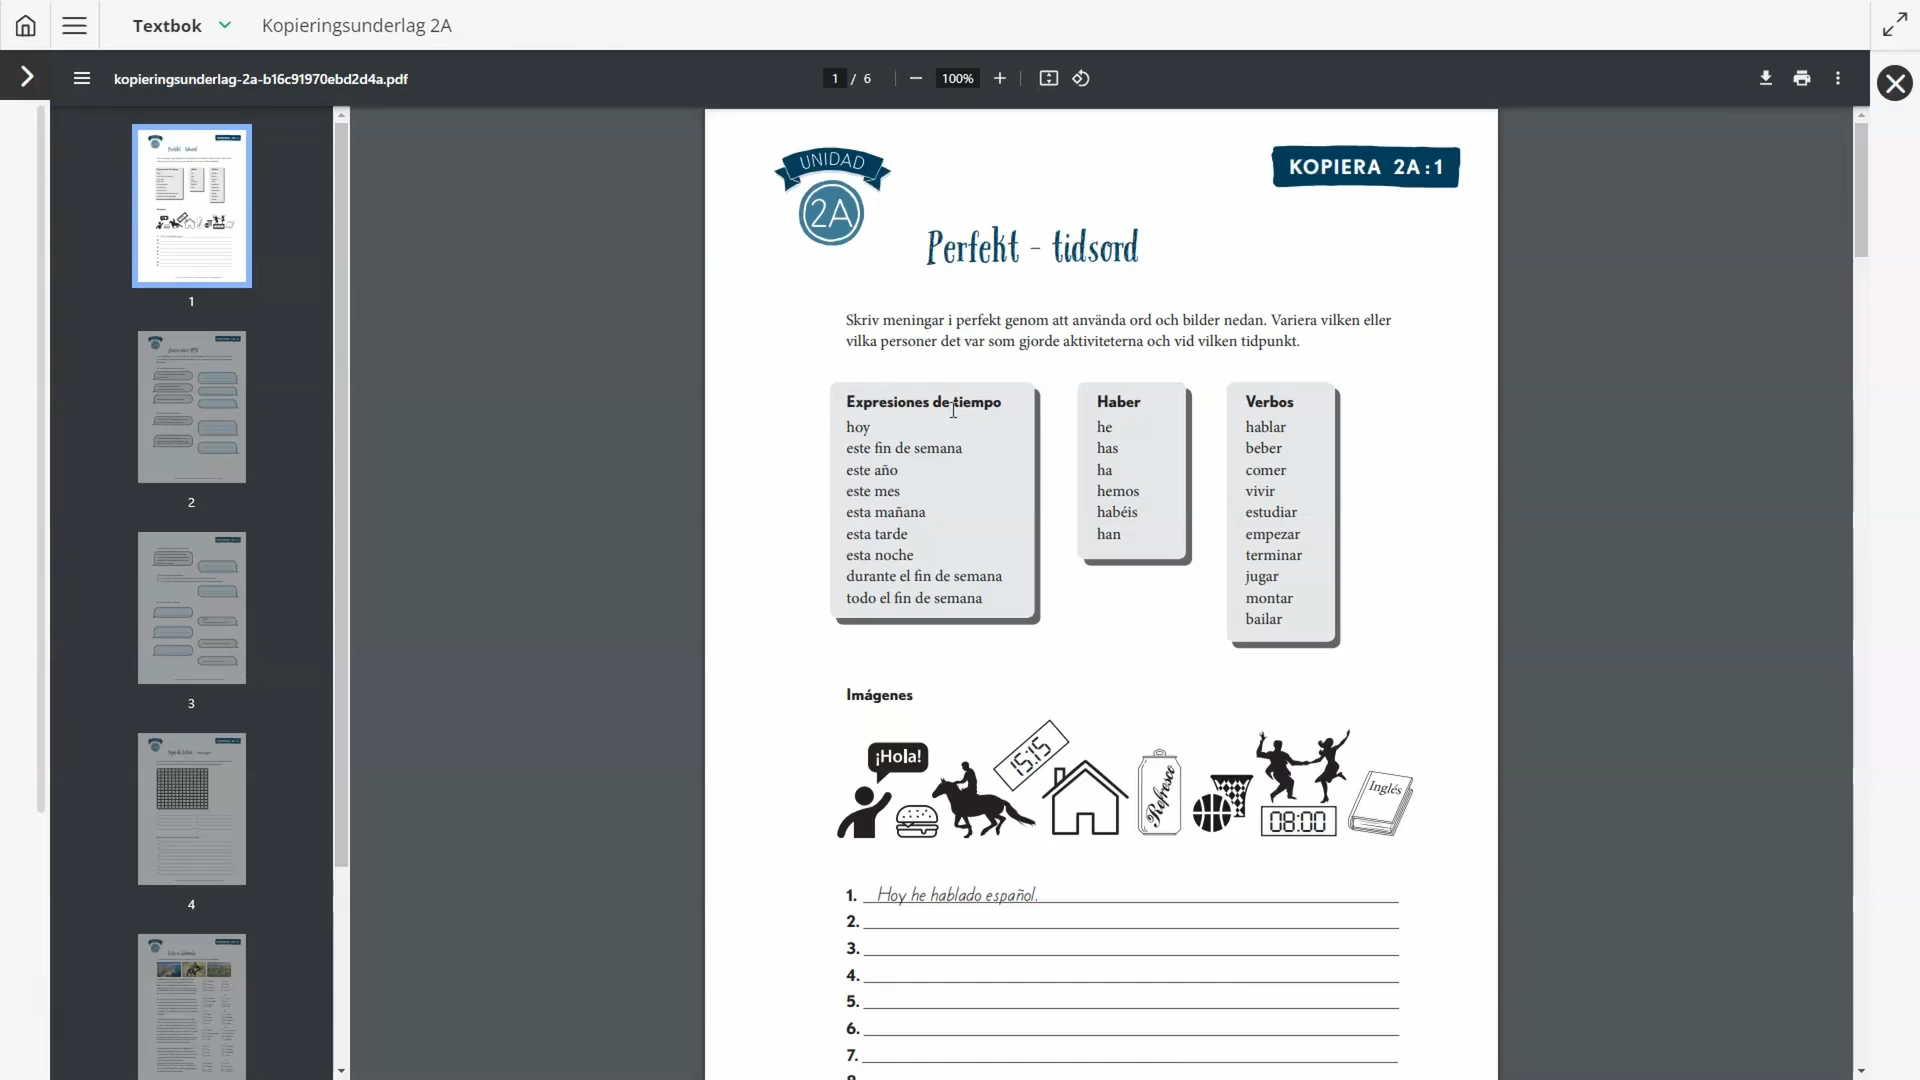 Textbok
Kopieringsunderlag 2A
kopieringsunderlag-2a-b16c91970ebd2d4a.pdf
1 / 6
100%
1
2
3
4
UNIDAD
2A
KOPIERA 2A:1
Perfekt - tidsord
Skriv meningar i perfekt genom att använda ord och bilder nedan. Variera vilken eller
vilka personer det var som gjorde aktiviteterna och vid vilken tidpunkt.
Expresiones de tiempo
hoy
este fin de semana
este año
este mes
esta mañana
esta tarde
esta noche
durante el fin de semana
todo el fin de semana
Haber
he
has
ha
hemos
habéis
han
Verbos
hablar
beber
comer
vivir
estudiar
empezar
terminar
jugar
montar
bailar
Imágenes
¡Hola!
15:15
Refresco
08:00
Inglés
1. Hoy he hablado español.
2.
3.
4.
5.
6.
7.